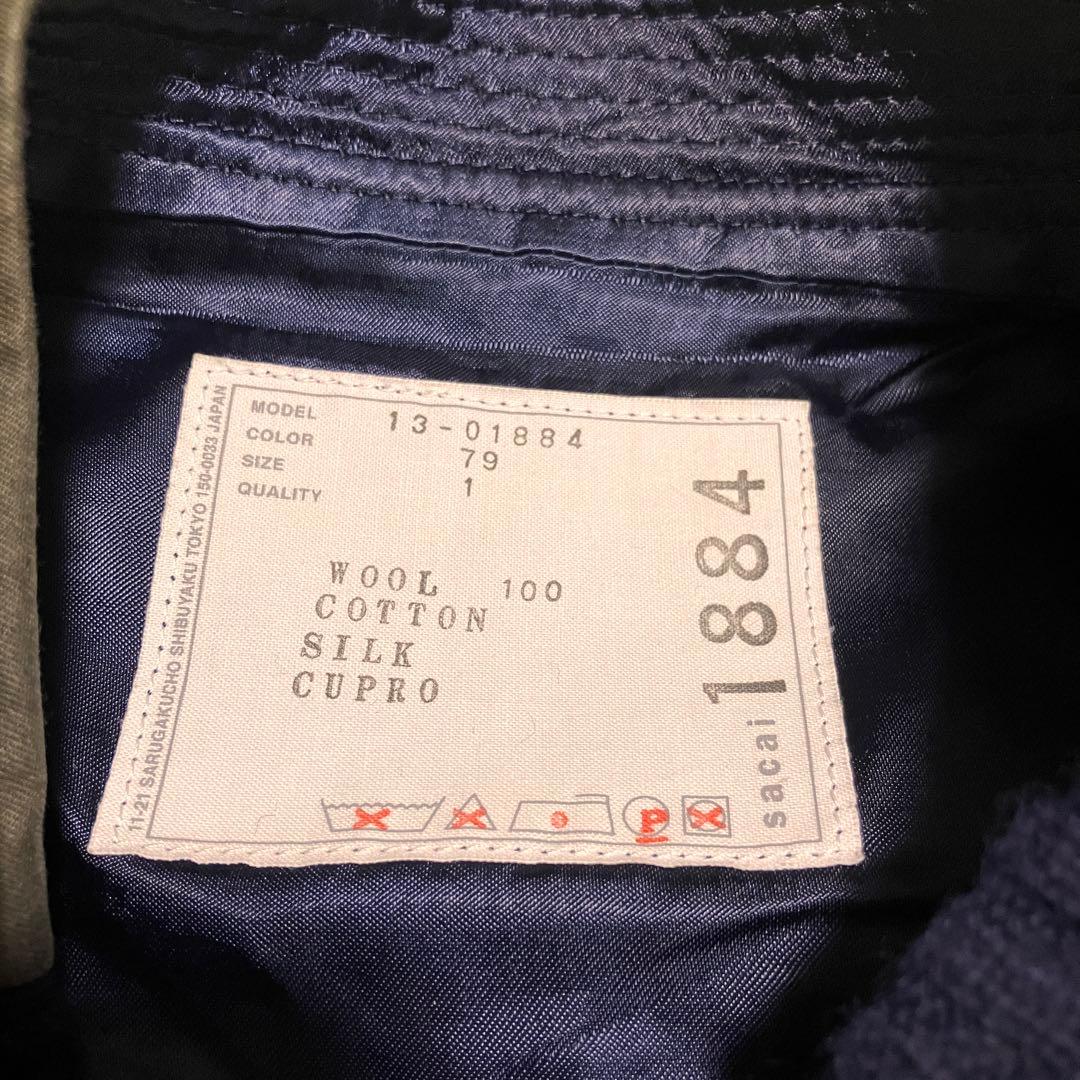 MODEL 13-01884
COLOR 79
SIZE 1
QUALITY
WOOL 100
COTTON
SILK
CUPRO
P
11-21 SARUGAKUCHO SHIBUYAKU TOKYO 150-0033 JAPAN
sacai 1884